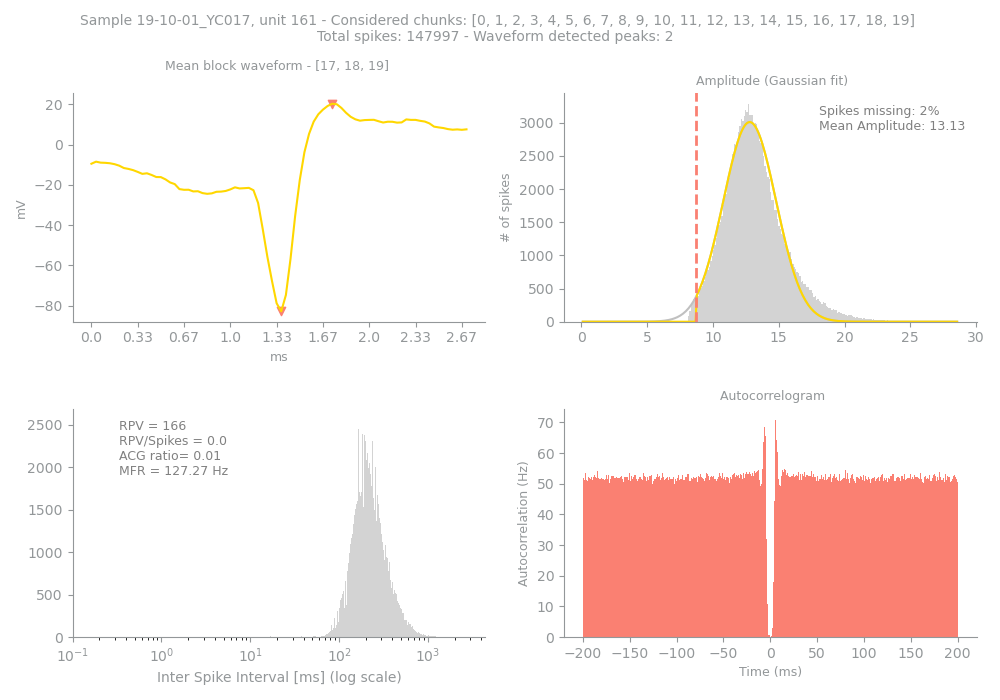 Sample 19-10-01_YC017, unit 161 - Considered chunks: [0, 1, 2, 3, 4, 5, 6, 7, 8, 9, 10, 11, 12, 13, 14, 15, 16, 17, 18, 19]
Total spikes: 147997 - Waveform detected peaks: 2
Mean block waveform - [17, 18, 19]
20
0
−20
−40
−60
−80
mV
0.0 0.33 0.67 1.0 1.33 1.67 2.0 2.33 2.67
ms
Amplitude (Gaussian fit)
Spikes missing: 2%
Mean Amplitude: 13.13
3000
2500
2000
1500
1000
500
0
# of spikes
0 5 10 15 20 25 30
RPV = 166
RPV/Spikes = 0.0
ACG ratio= 0.01
MFR = 127.27 Hz
2500
2000
1500
1000
500
0
10⁻¹ 10⁰ 10¹ 10² 10³
Inter Spike Interval [ms] (log scale)
Autocorrelogram
70
60
50
40
30
20
10
0
Autocorrelation (Hz)
−200 −150 −100 −50 0 50 100 150 200
Time (ms)